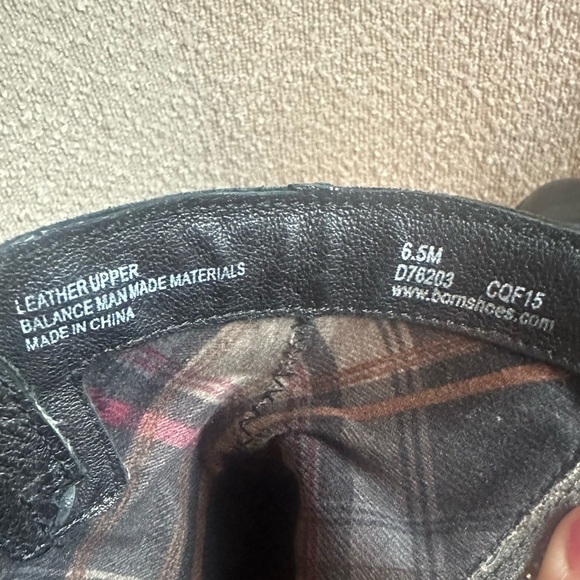 LEATHER UPPER
BALANCE MAN MADE MATERIALS
MADE IN CHINA
6.5M
D76203 CQF15
www.bornshoes.com